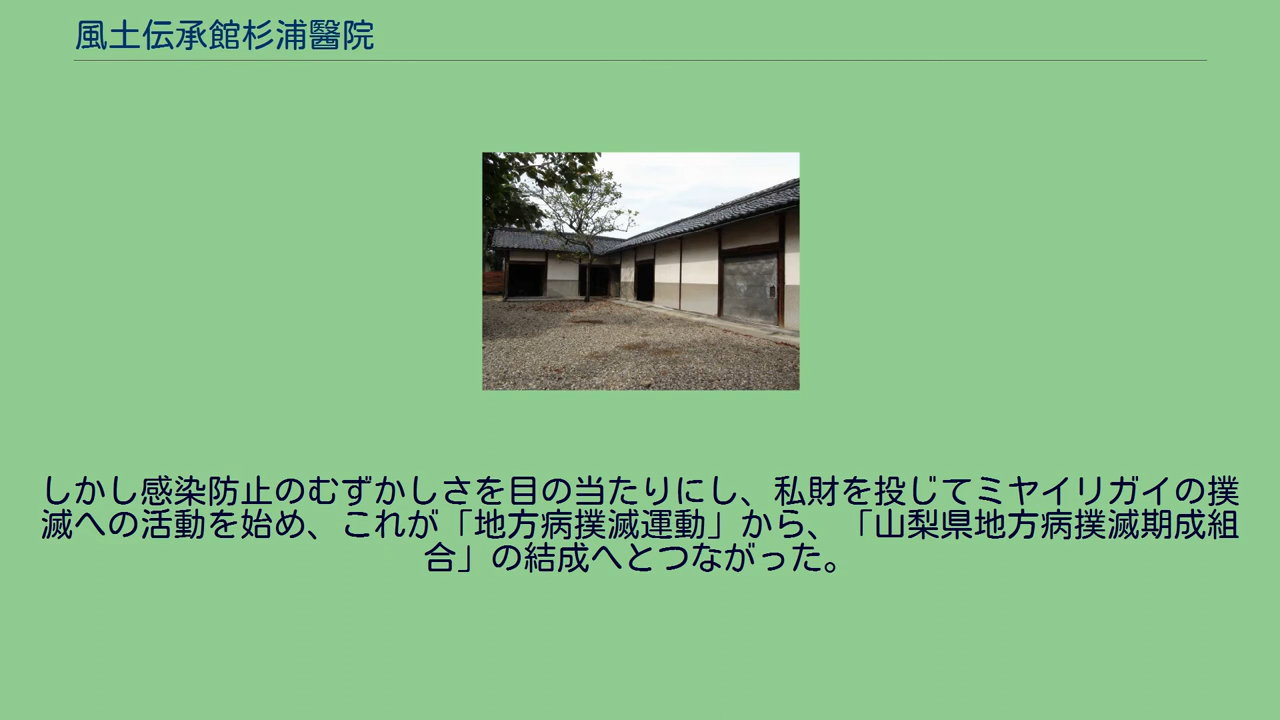 風土伝承館杉浦醫院
しかし感染防止のむずかしさを目の当たりにし、私財を投じてミヤイリガイの撲
滅への活動を始め、これが「地方病撲滅運動」から、「山梨県地方病撲滅期成組
合」の結成へとつながった。